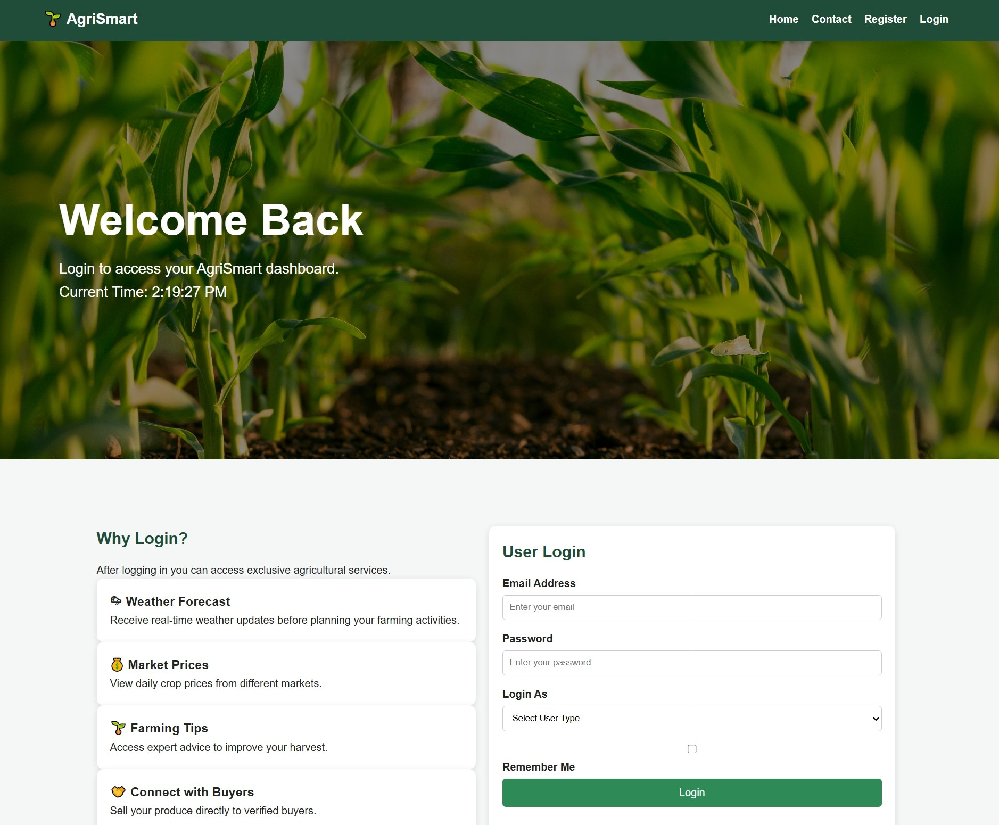 AgriSmart
Home Contact Register Login
Welcome Back
Login to access your AgriSmart dashboard.
Current Time: 2:19:27 PM
Why Login?
After logging in you can access exclusive agricultural services.
Weather Forecast
Receive real-time weather updates before planning your farming activities.
Market Prices
View daily crop prices from different markets.
Farming Tips
Access expert advice to improve your harvest.
Connect with Buyers
Sell your produce directly to verified buyers.
User Login
Email Address
Enter your email
Password
Enter your password
Login As
Select User Type
Remember Me
Login